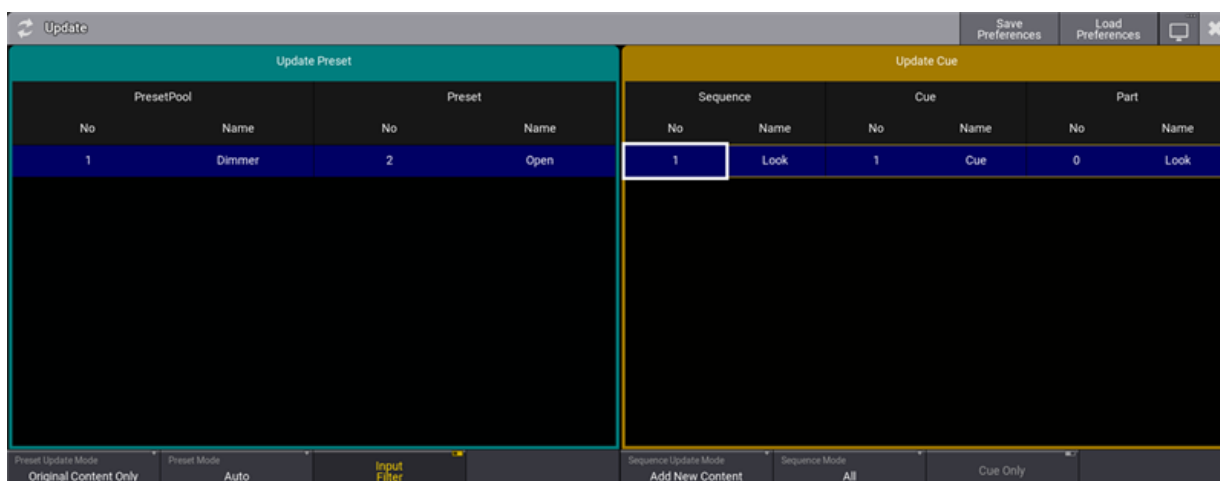 Update
Save
Preferences
Load
Preferences
Update Preset
Update Cue
PresetPool
Preset
Sequence
Cue
Part
No
Name
No
Name
No
Name
No
Name
No
Name
1
Dimmer
2
Open
1
Look
1
Cue
0
Look
Preset Update Mode
Original Content Only
Preset Mode
Auto
Input
Filter
Sequence Update Mode
Add New Content
Sequence Mode
All
Cue Only